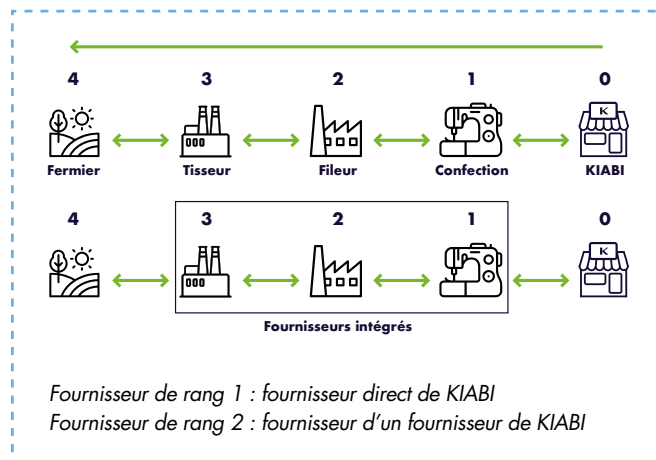 4 3 2 1 0
K
Fermier Tisseur Fileur Confection KIABI
4 3 2 1 0
K
Fournisseurs intégrés
Fournisseur de rang 1 : fournisseur direct de KIABI
Fournisseur de rang 2 : fournisseur d’un fournisseur de KIABI